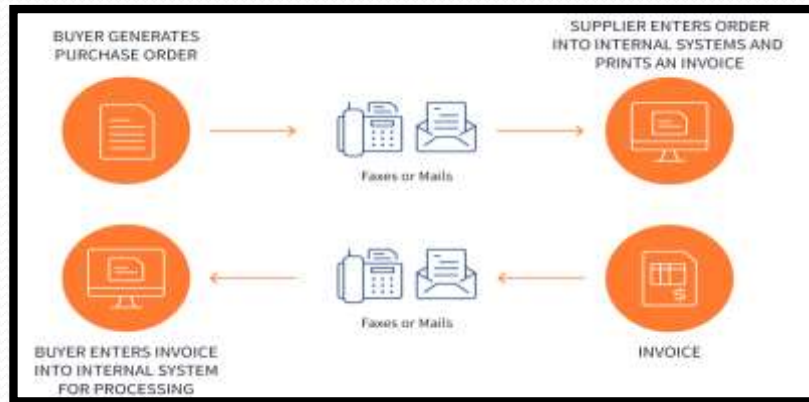 BUYER GENERATES
PURCHASE ORDER
SUPPLIER ENTERS ORDER
INTO INTERNAL SYSTEMS AND
PRINTS AN INVOICE
Faxes or Mails
Faxes or Mails
BUYER ENTERS INVOICE
INTO INTERNAL SYSTEM
FOR PROCESSING
INVOICE
$